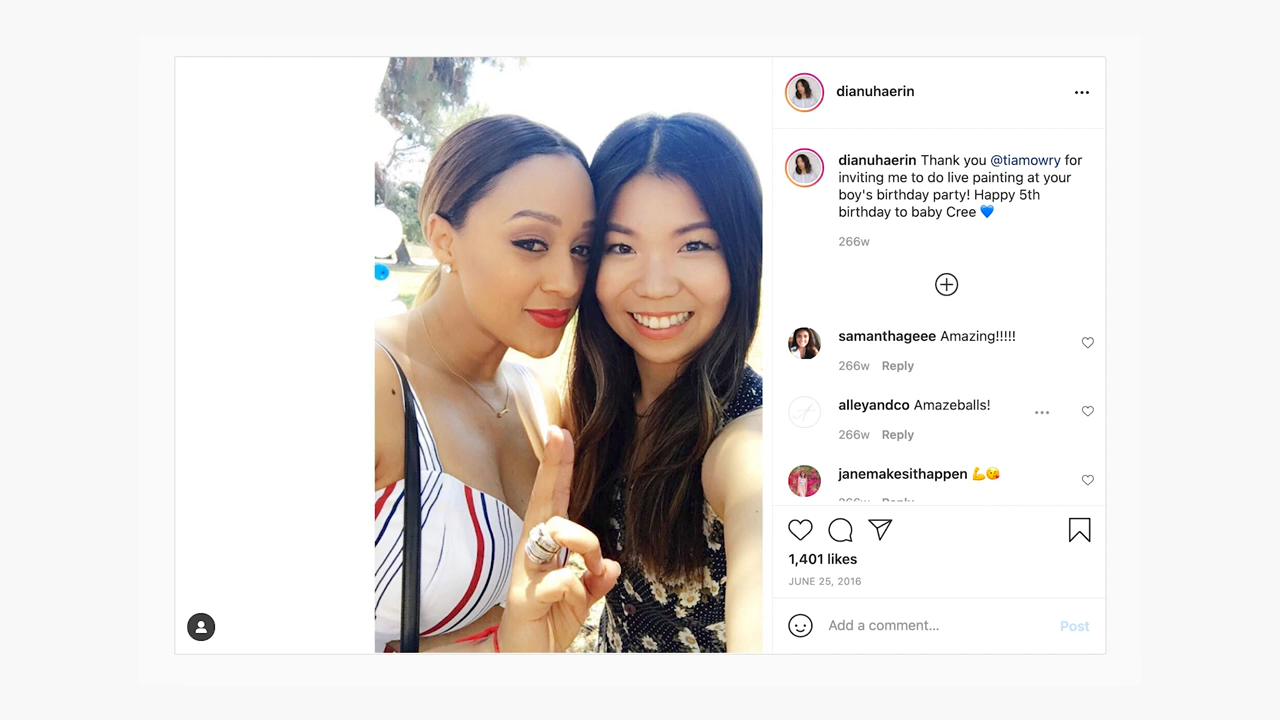 dianuhaerin
dianuhaerin Thank you @tiamowry for
inviting me to do live painting at your
boy's birthday party! Happy 5th
birthday to baby Cree 💙
266w
samanthageee Amazing!!!!!
266w Reply
alleyandco Amazeballs!
266w Reply
janemakesithappen 💪😘
266w Reply
1,401 likes
JUNE 25, 2016
Add a comment... Post